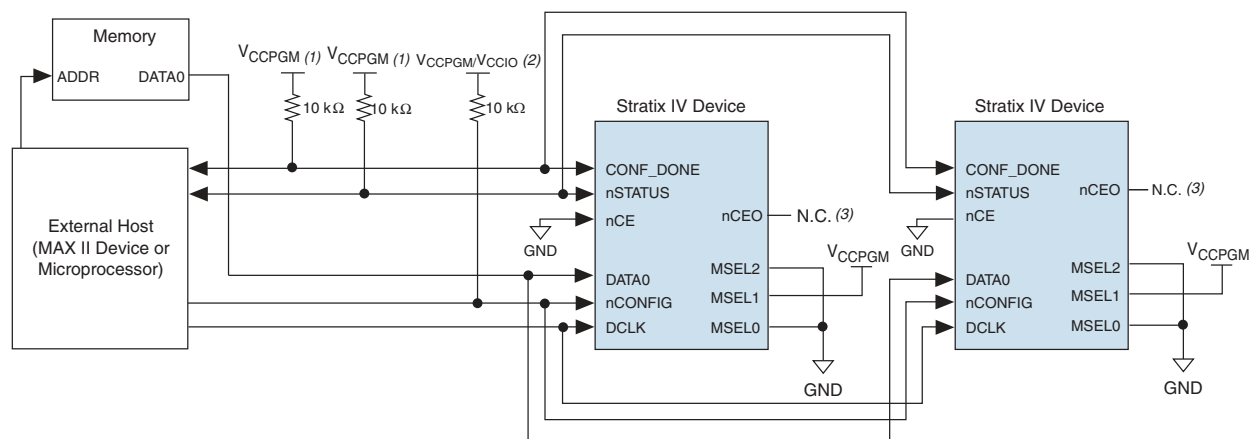 Memory
ADDR DATA0
VCCPGM (1) VCCPGM (1) VCCPGM/VCCIO (2)
10 kΩ 10 kΩ 10 kΩ
External Host
(MAX II Device or
Microprocessor)
Stratix IV Device
CONF_DONE
nSTATUS
nCE
nCEO N.C. (3)
GND
DATA0
nCONFIG
DCLK
MSEL2
MSEL1
MSEL0
VCCPGM
GND
Stratix IV Device
CONF_DONE
nSTATUS
nCE
nCEO N.C. (3)
GND
DATA0
nCONFIG
DCLK
MSEL2
MSEL1
MSEL0
VCCPGM
GND